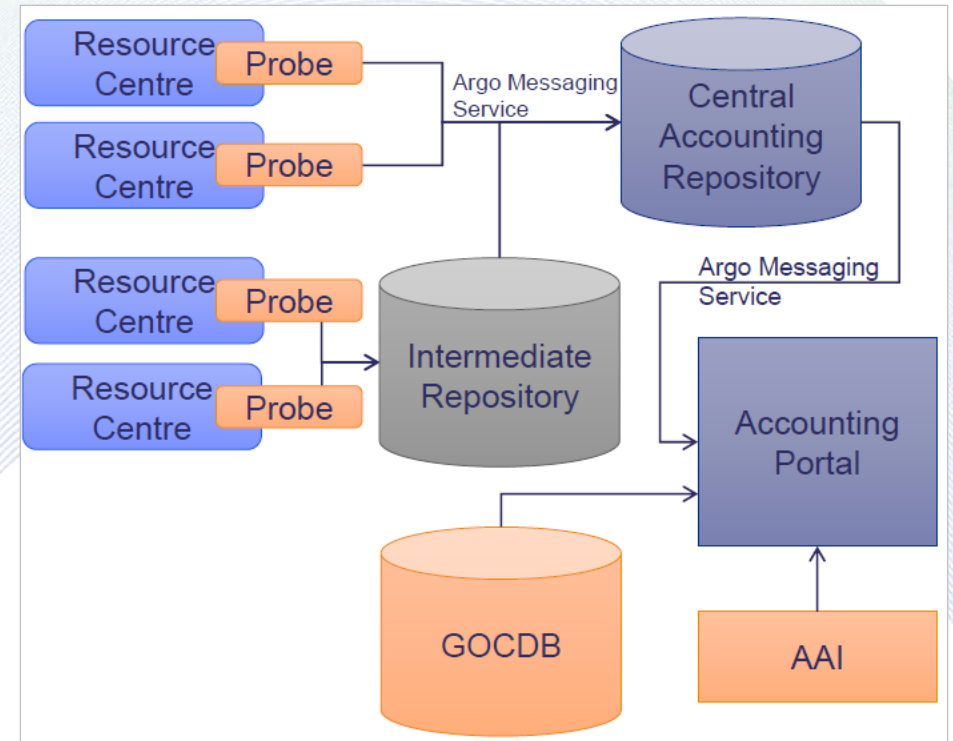 Resource
Centre
Probe
Resource
Centre
Probe
Argo Messaging
Service
Central
Accounting
Repository
Resource
Centre
Probe
Resource
Centre
Probe
Intermediate
Repository
Argo Messaging
Service
Accounting
Portal
GOCDB
AAI